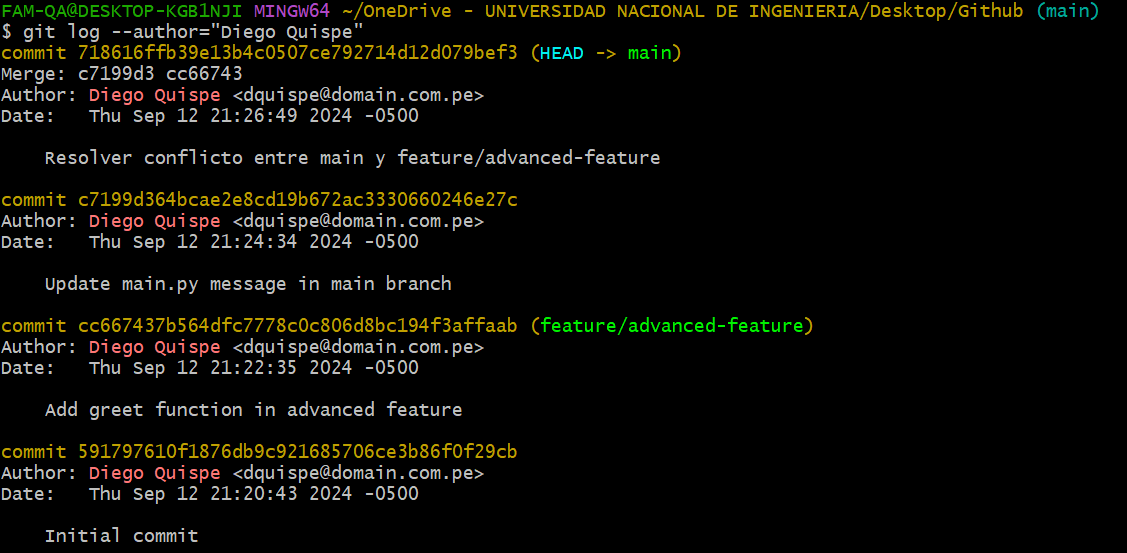 FAM-QA@DESKTOP-KGB1NJI MINGW64 ~/OneDrive - UNIVERSIDAD NACIONAL DE INGENIERIA/Desktop/Github (main)
$ git log --author="Diego Quispe"
commit 718616ffb39e13b4c0507ce792714d12d079bef3 (HEAD -> main)
Merge: c7199d3 cc66743
Author: Diego Quispe <dquispe@domain.com.pe>
Date:   Thu Sep 12 21:26:49 2024 -0500
    Resolver conflicto entre main y feature/advanced-feature
commit c7199d364bcae2e8cd19b672ac3330660246e27c
Author: Diego Quispe <dquispe@domain.com.pe>
Date:   Thu Sep 12 21:24:34 2024 -0500
    Update main.py message in main branch
commit cc667437b564dfc7778c0c806d8bc194f3affaab (feature/advanced-feature)
Author: Diego Quispe <dquispe@domain.com.pe>
Date:   Thu Sep 12 21:22:35 2024 -0500
    Add greet function in advanced feature
commit 591797610f1876db9c921685706ce3b86f0f29cb
Author: Diego Quispe <dquispe@domain.com.pe>
Date:   Thu Sep 12 21:20:43 2024 -0500
    Initial commit